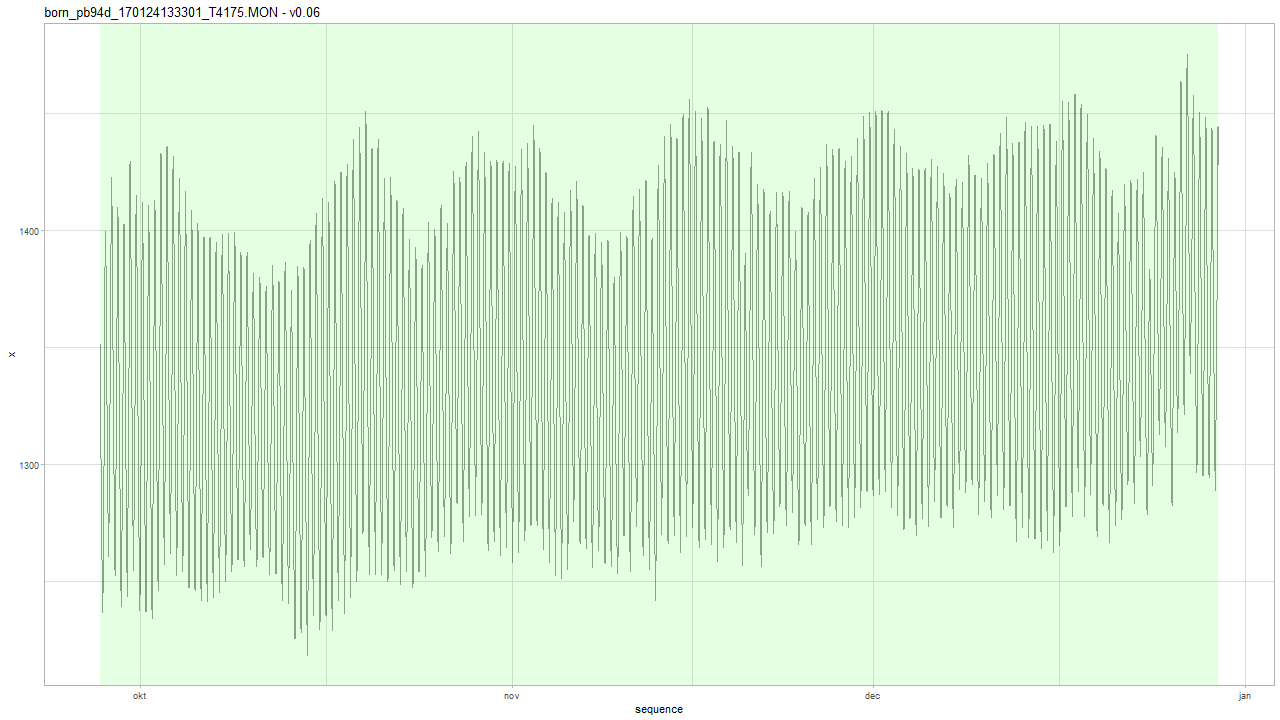 born_pb94d_170124133301_T4175.MON - v0.06
1400
1300
x
okt nov dec jan
sequence